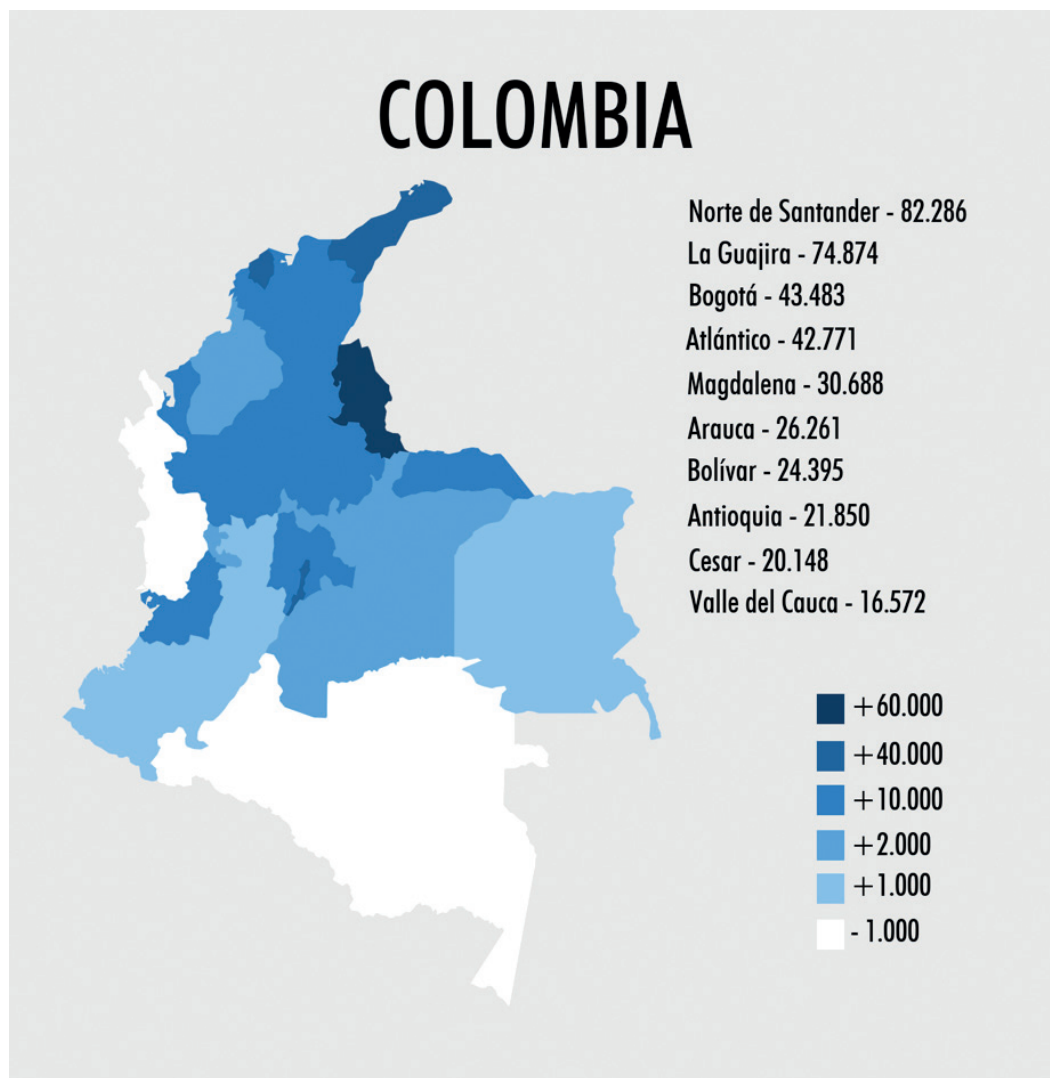 COLOMBIA
Norte de Santander - 82.286
La Guajira - 74.874
Bogotá - 43.483
Atlántico - 42.771
Magdalena - 30.688
Arauca - 26.261
Bolívar - 24.395
Antioquia - 21.850
Cesar - 20.148
Valle del Cauca - 16.572
+60.000
+40.000
+10.000
+2.000
+1.000
- 1.000